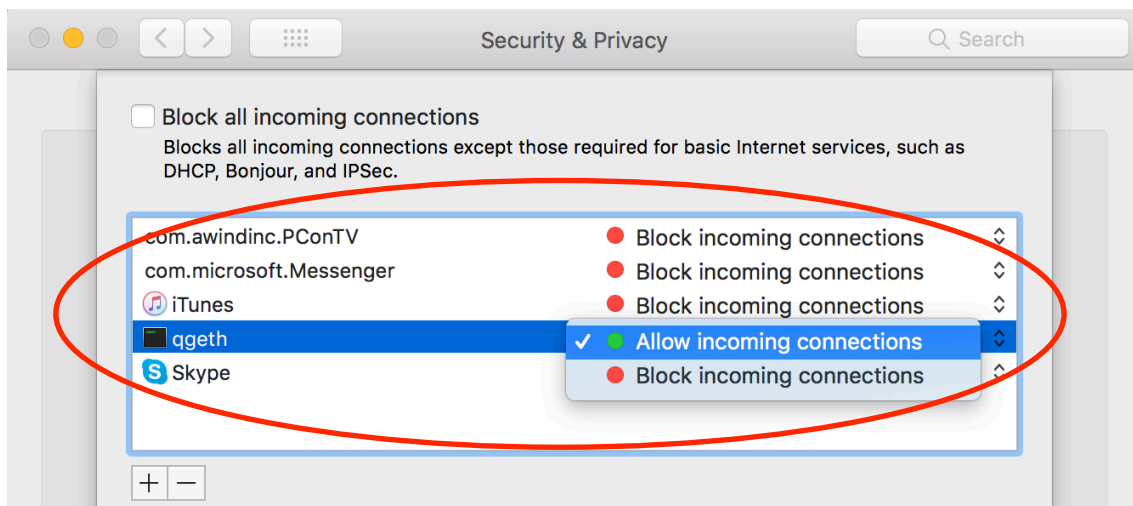 Security & Privacy
Search
Block all incoming connections
Blocks all incoming connections except those required for basic Internet services, such as
DHCP, Bonjour, and IPSec.
com.awindinc.PConTV Block incoming connections
com.microsoft.Messenger Block incoming connections
iTunes Block incoming connections
qgeth Allow incoming connections
Skype Block incoming connections